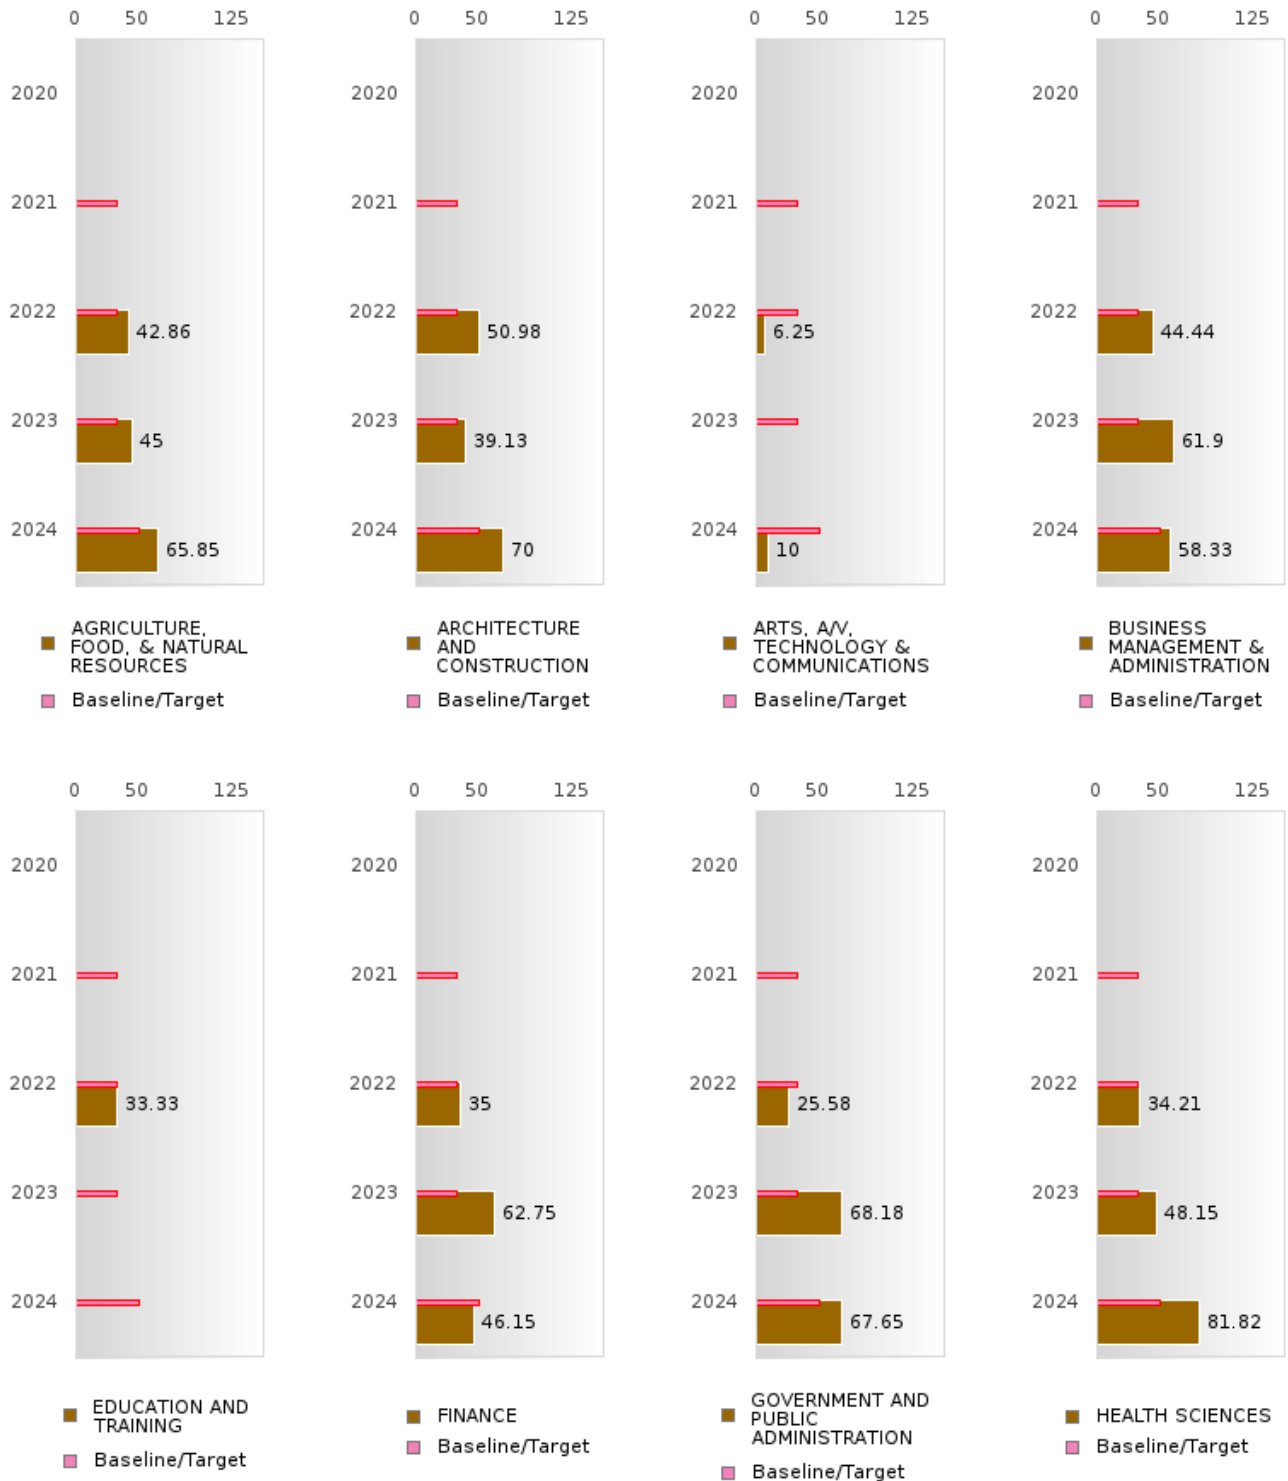 0 50 125
0 50 125
0 50 125
0 50 125
2020
2020
2020
2020
2021
2021
2021
2021
2022
42.86
2022
50.98
2022
6.25
2022
44.44
2023
45
2023
39.13
2023
2023
61.9
2024
65.85
2024
70
2024
10
2024
58.33
AGRICULTURE,
FOOD, & NATURAL
RESOURCES
Baseline/Target
ARCHITECTURE
AND
CONSTRUCTION
Baseline/Target
ARTS, A/V,
TECHNOLOGY &
COMMUNICATIONS
Baseline/Target
BUSINESS
MANAGEMENT &
ADMINISTRATION
Baseline/Target
0 50 125
0 50 125
0 50 125
0 50 125
2020
2020
2020
2020
2021
2021
2021
2021
2022
33.33
2022
35
2022
25.58
2022
34.21
2023
2023
62.75
2023
68.18
2023
48.15
2024
2024
46.15
2024
67.65
2024
81.82
EDUCATION AND
TRAINING
Baseline/Target
FINANCE
Baseline/Target
GOVERNMENT AND
PUBLIC
ADMINISTRATION
Baseline/Target
HEALTH SCIENCES
Baseline/Target